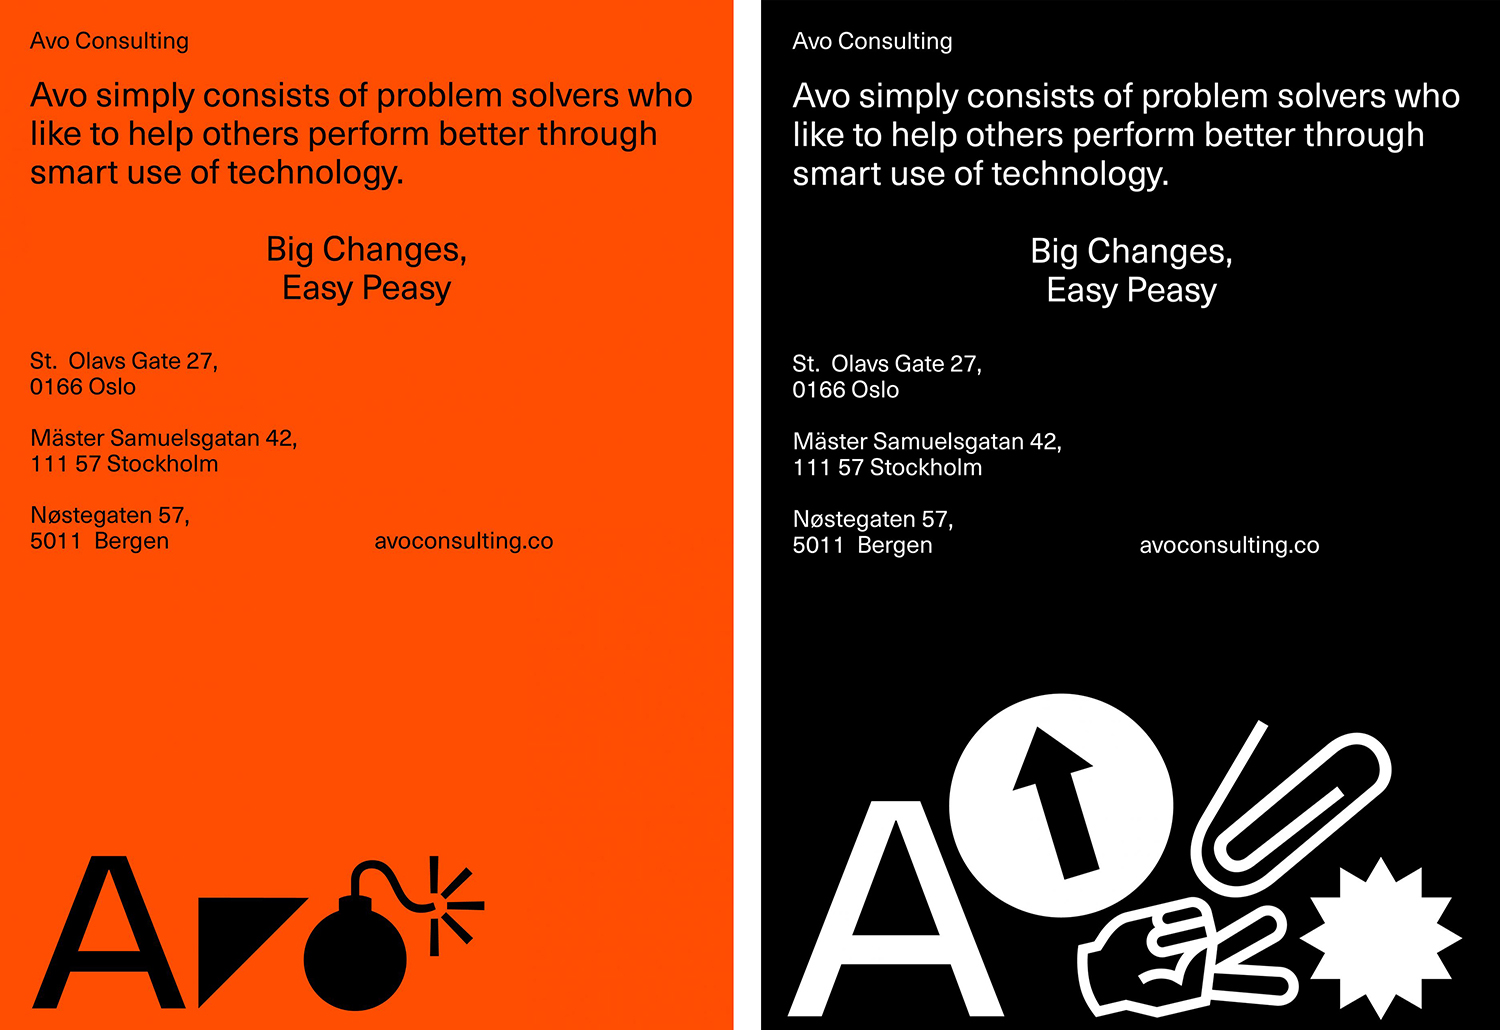 Avo Consulting
Avo simply consists of problem solvers who
like to help others perform better through
smart use of technology.
Big Changes,
Easy Peasy
St.  Olavs Gate 27,
0166 Oslo
Mäster Samuelsgatan 42,
111 57 Stockholm
Nøstegaten 57,
5011  Bergen
avoconsulting.co
A
Avo Consulting
Avo simply consists of problem solvers who
like to help others perform better through
smart use of technology.
Big Changes,
Easy Peasy
St.  Olavs Gate 27,
0166 Oslo
Mäster Samuelsgatan 42,
111 57 Stockholm
Nøstegaten 57,
5011  Bergen
avoconsulting.co
A